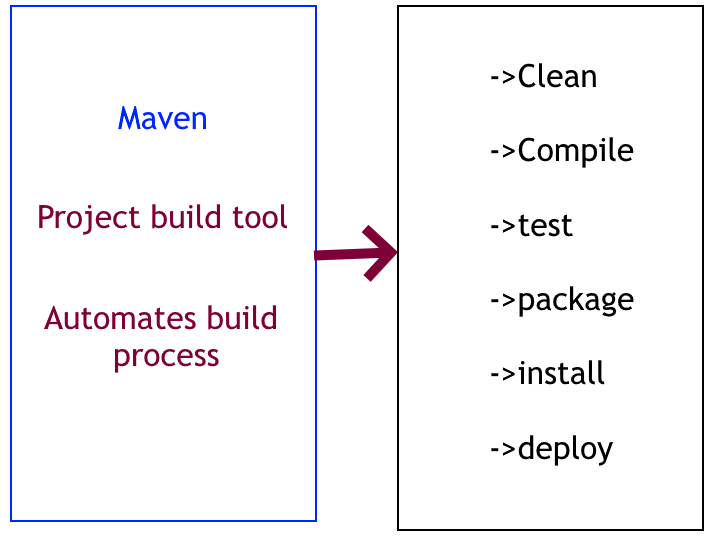 Maven
Project build tool
Automates build
process
->Clean
->Compile
->test
->package
->install
->deploy